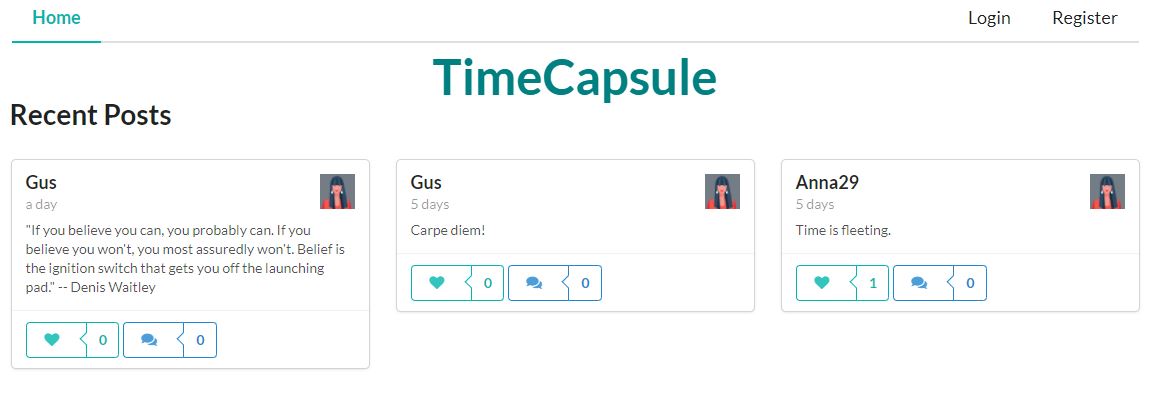 Home Login Register
TimeCapsule
Recent Posts
Gus
a day
"If you believe you can, you probably can. If you
believe you won't, you most assuredly won't. Belief is
the ignition switch that gets you off the launching
pad." -- Denis Waitley
0 0
Gus
5 days
Carpe diem!
0 0
Anna29
5 days
Time is fleeting.
1 0